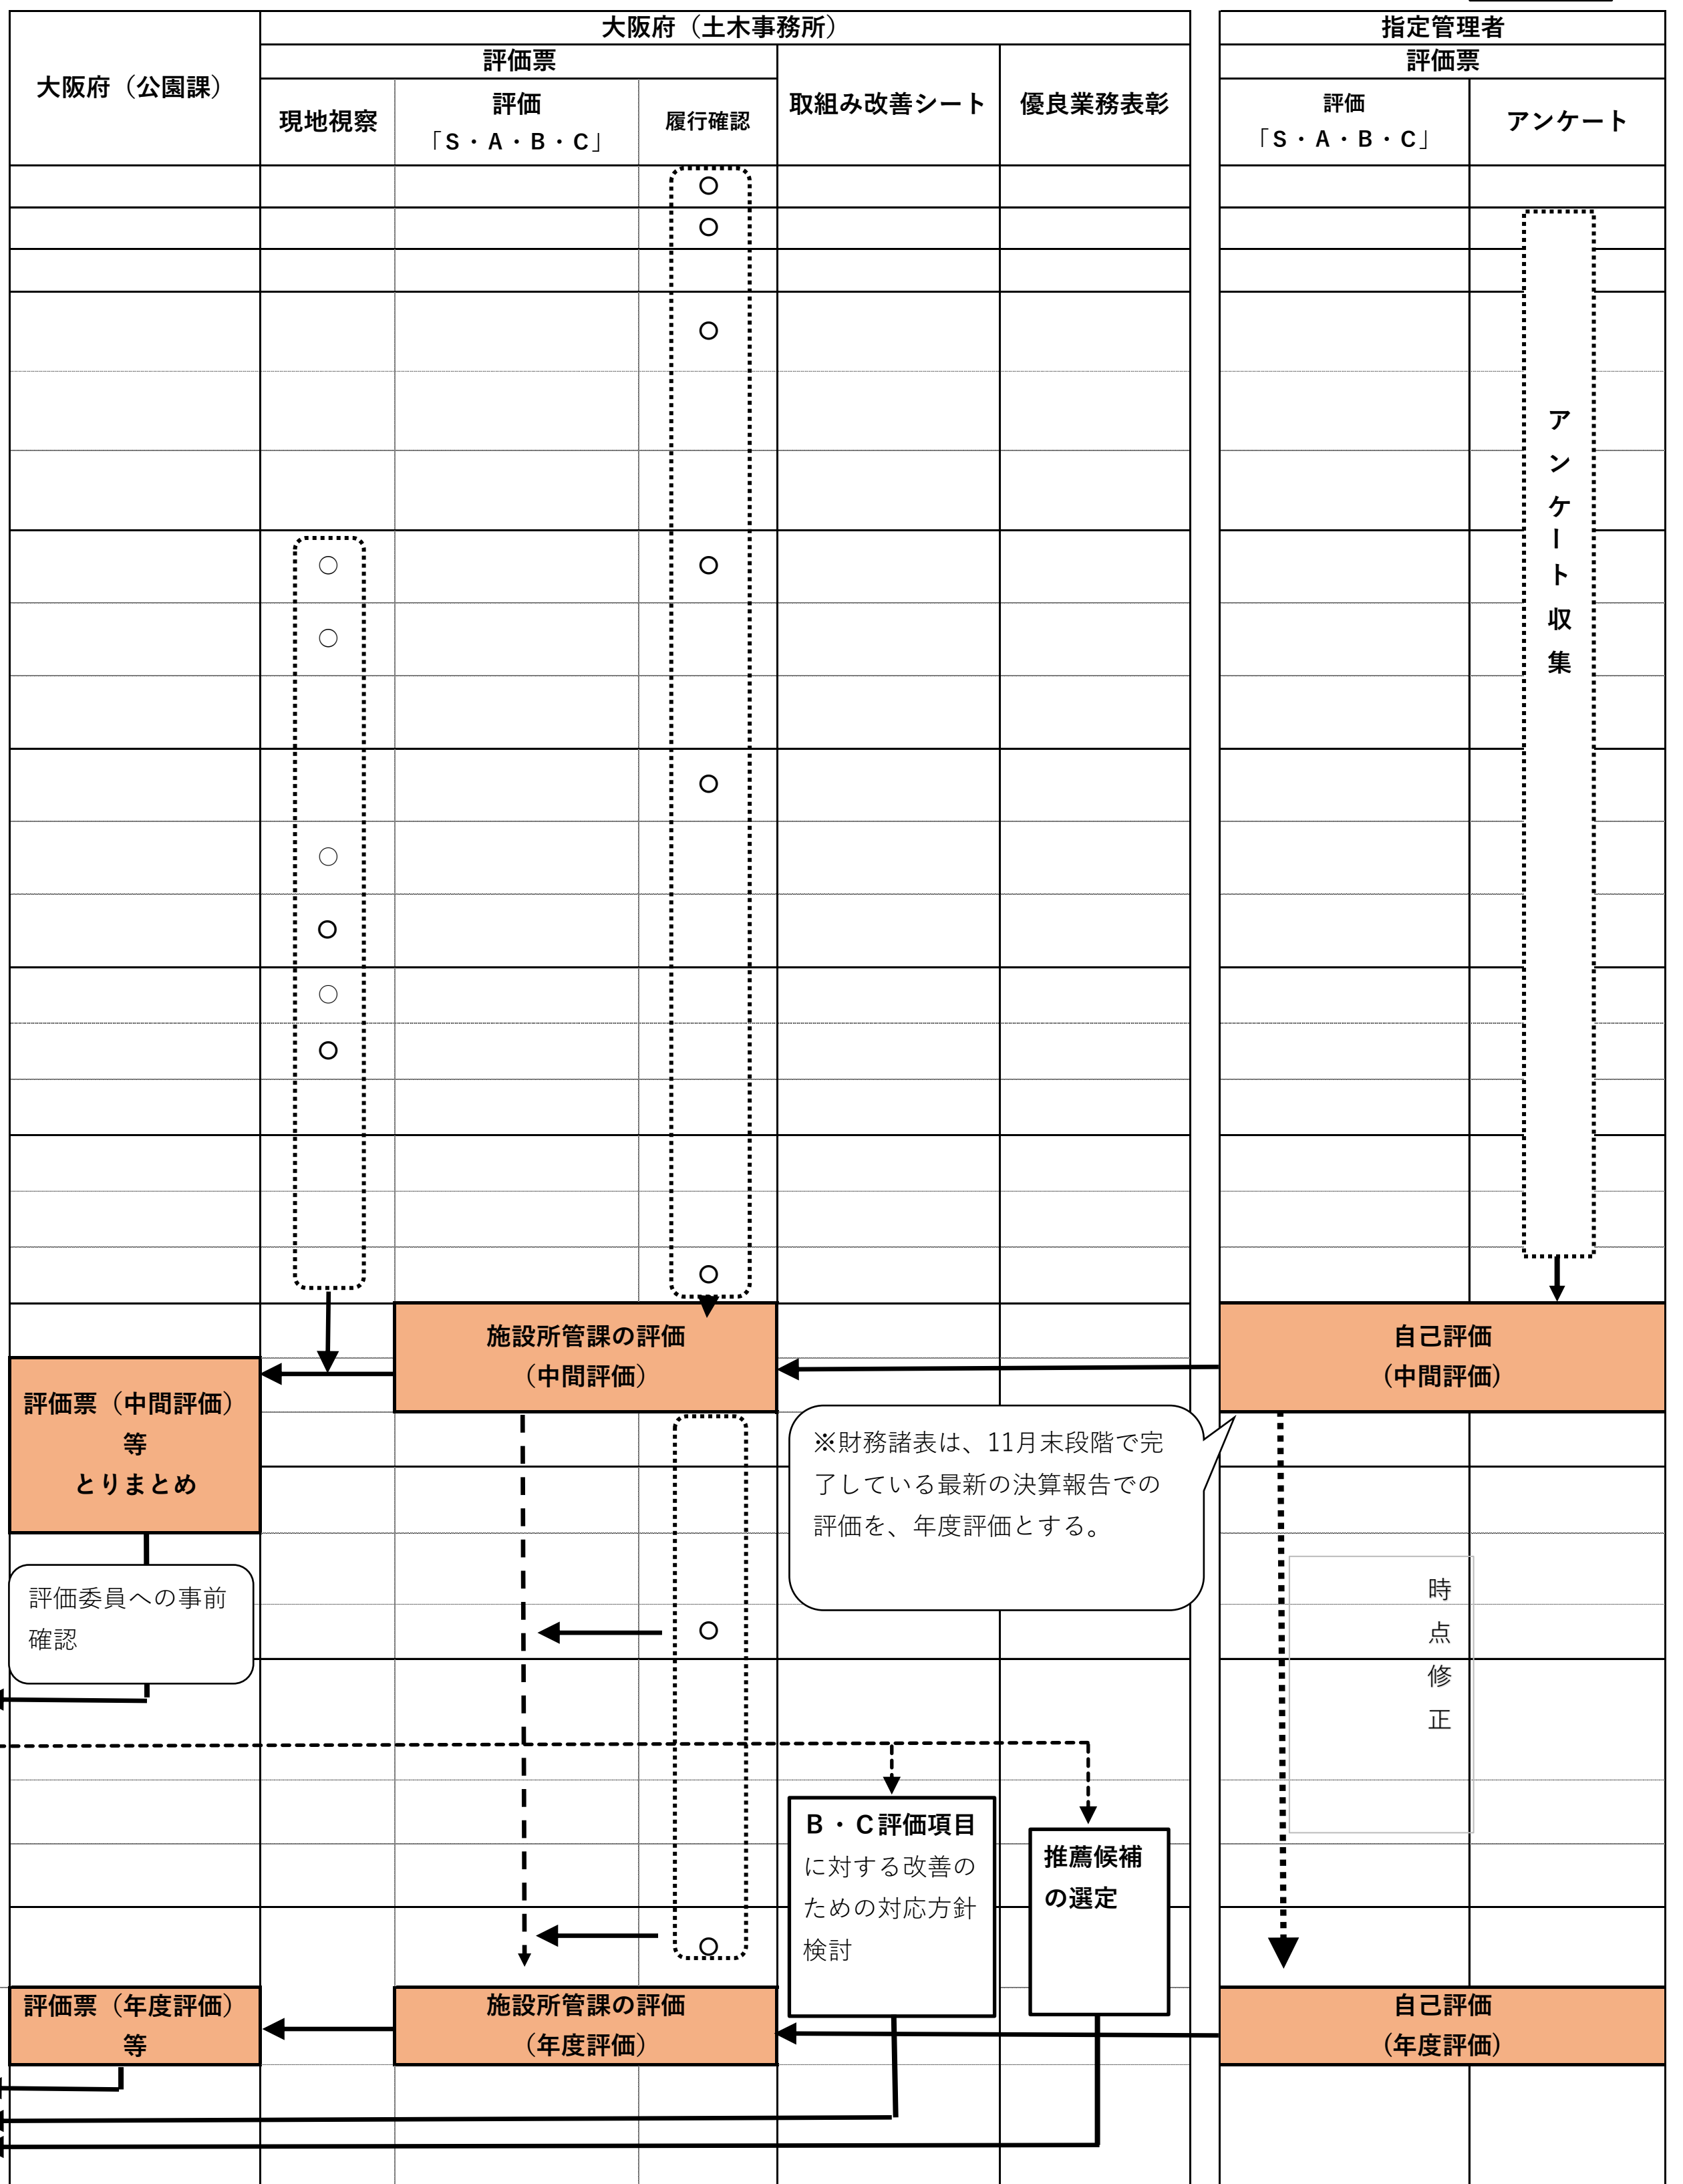 大阪府（公園課）
大阪府（土木事務所）
評価票
現地視察
評価
「S・A・B・C」
履行確認
取組み改善シート
優良業務表彰
指定管理者
評価票
評価
「S・A・B・C」
アンケート
○
○
○
○
○
○
○
○
○
○
○
○
アンケート収集
施設所管課の評価
（中間評価）
自己評価
（中間評価）
評価票（中間評価）
等
とりまとめ
※財務諸表は、11月末段階で完
了している最新の決算報告での
評価を、年度評価とする。
評価委員への事前
確認
○
時点修正
B・C評価項目
に対する改善の
ための対応方針
検討
推薦候補
の選定
○
評価票（年度評価）
等
施設所管課の評価
（年度評価）
自己評価
（年度評価）